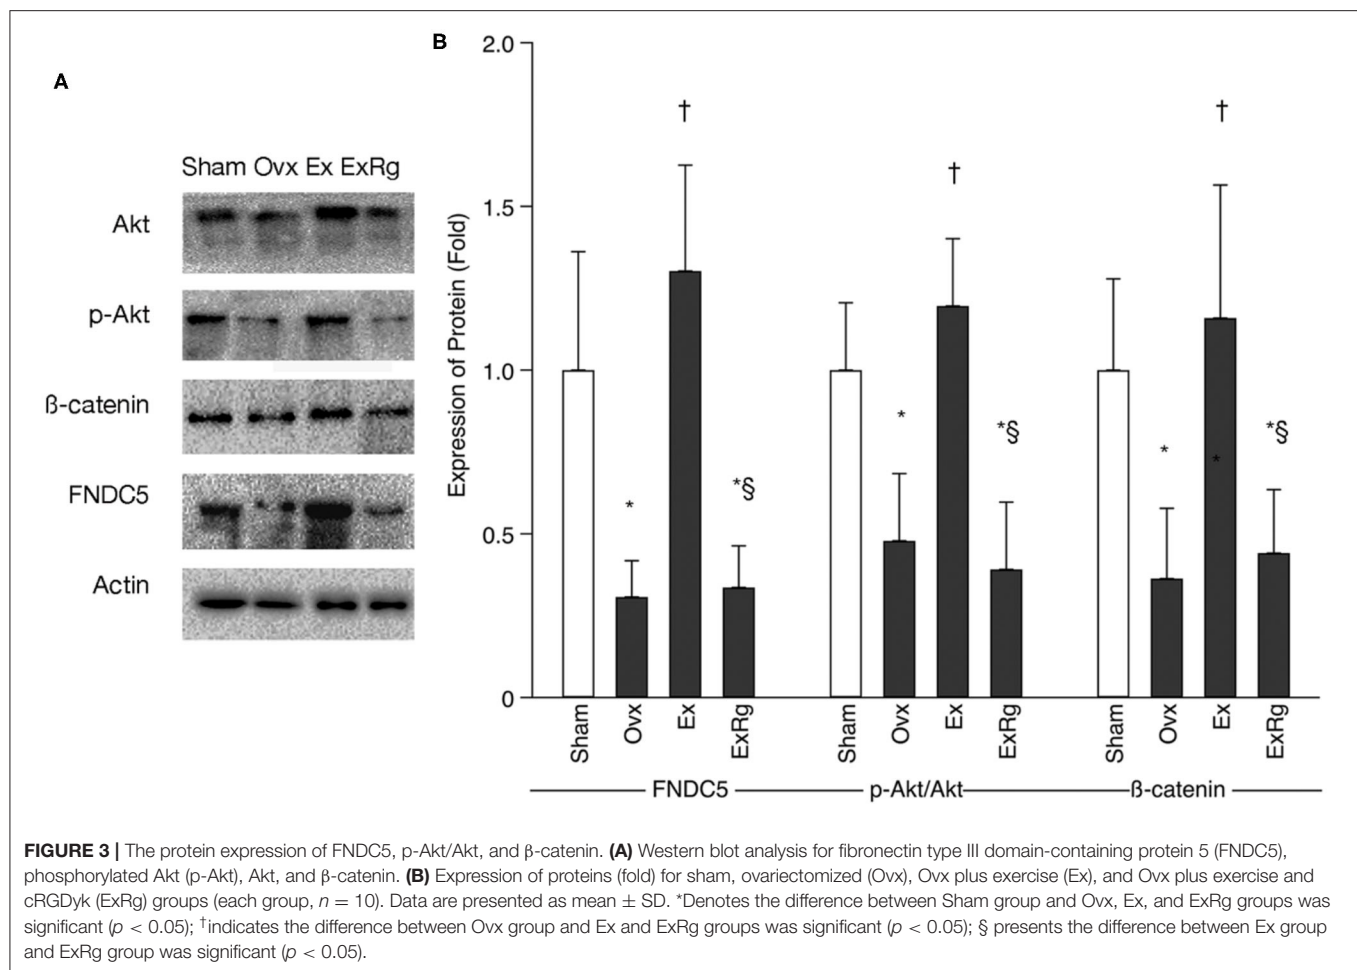 A
Sham Ovx Ex ExRg
Akt
p-Akt
ß-catenin
FNDC5
Actin
B
Expression of Protein (Fold)
2.0
1.5
1.0
0.5
0
†
†
†
*
*§
*
*§
*
*
*§
Sham Ovx Ex ExRg Sham Ovx Ex ExRg Sham Ovx Ex ExRg
FNDC5 p-Akt/Akt ß-catenin
FIGURE 3 | The protein expression of FNDC5, p-Akt/Akt, and β-catenin. (A) Western blot analysis for fibronectin type III domain-containing protein 5 (FNDC5),
phosphorylated Akt (p-Akt), Akt, and β-catenin. (B) Expression of proteins (fold) for sham, ovariectomized (Ovx), Ovx plus exercise (Ex), and Ovx plus exercise and
cRGDyk (ExRg) groups (each group, n = 10). Data are presented as mean ± SD. *Denotes the difference between Sham group and Ovx, Ex, and ExRg groups was
significant (p < 0.05); †indicates the difference between Ovx group and Ex and ExRg groups was significant (p < 0.05); § presents the difference between Ex group
and ExRg group was significant (p < 0.05).